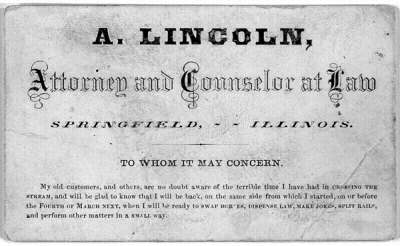 A. LINCOLN,
Attorney and Counselor at Law
SPRINGFIELD, ~ ~ ILLINOIS.
TO WHOM IT MAY CONCERN.
My old customers, and others, are no doubt aware of the terrible time I have had in CROSSING THE
STREAM, and will be glad to know that I will be back, on the same side from which I started, on or before
the FOURTH OF MARCH NEXT, when I will be ready to SWAP HORSES, DISPENSE LAW, MAKE JOKES, SPLIT RAILS,
and perform other matters in a SMALL WAY.